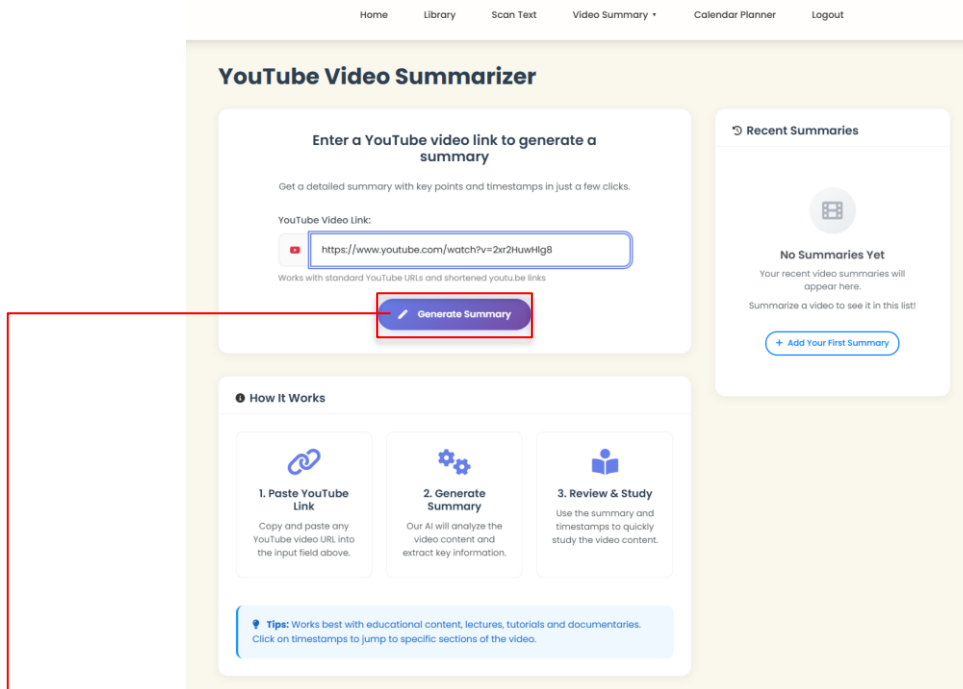 Home Library Scan Text Video Summary Calendar Planner Logout
YouTube Video Summarizer
Enter a YouTube video link to generate a
summary
Get a detailed summary with key points and timestamps in just a few clicks.
YouTube Video Link:
https://www.youtube.com/watch?v=2xr2HuwHlg8
Works with standard YouTube URLs and shortened youtu.be links
Generate Summary
Recent Summaries
No Summaries Yet
Your recent video summaries will
appear here.
Summarize a video to see it in this list!
+ Add Your First Summary
How It Works
1. Paste YouTube
Link
Copy and paste any
YouTube video URL into
the input field above.
2. Generate
Summary
Our AI will analyze the
video content and
extract key information.
3. Review & Study
Use the summary and
timestamps to quickly
study the video content.
Tips: Works best with educational content, lectures, tutorials and documentaries.
Click on timestamps to jump to specific sections of the video.